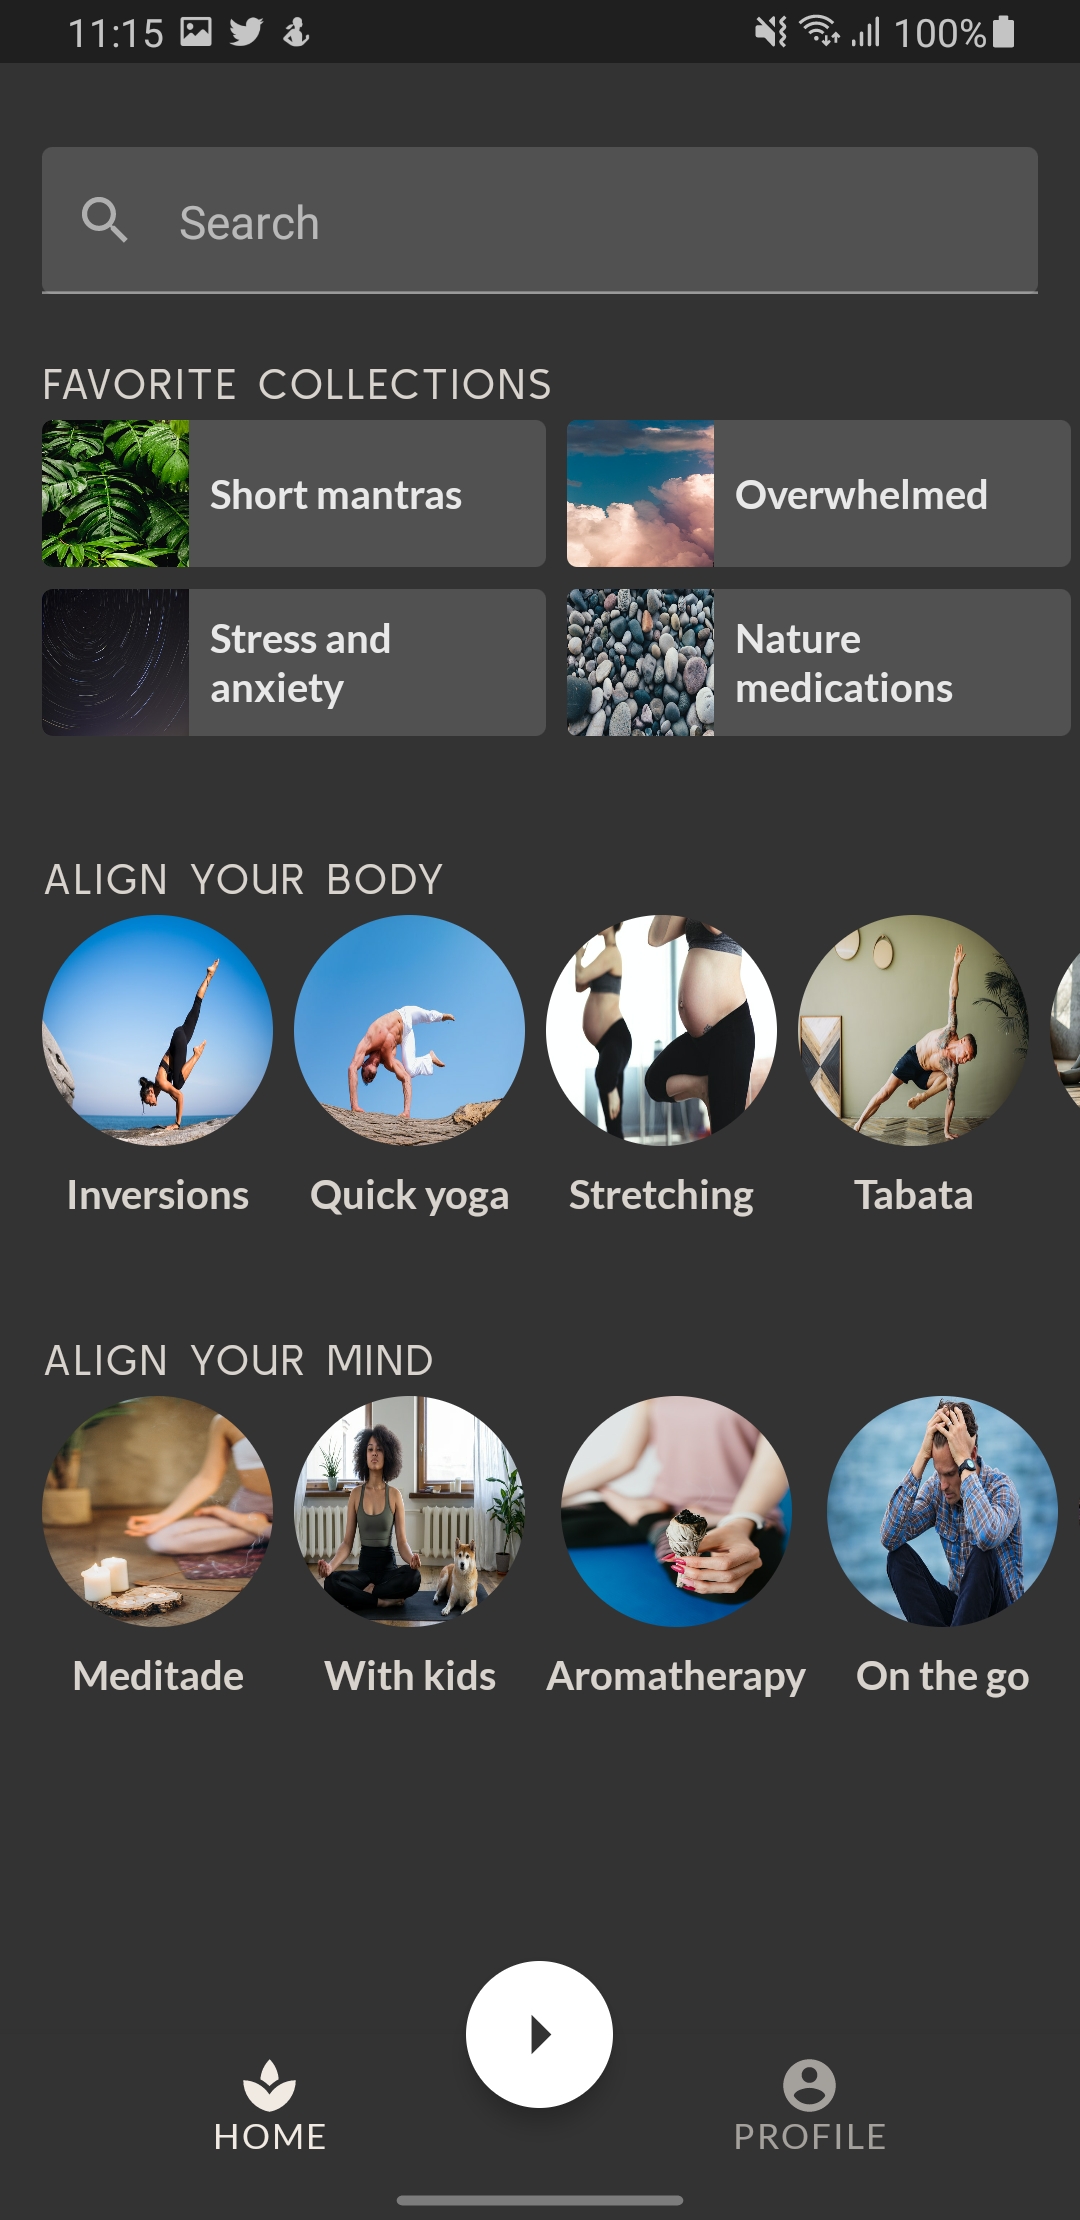 11:15 100%
Search
FAVORITE COLLECTIONS
Short mantras
Overwhelmed
Stress and
anxiety
Nature
medications
ALIGN YOUR BODY
Inversions
Quick yoga
Stretching
Tabata
ALIGN YOUR MIND
Meditade
With kids
Aromatherapy
On the go
HOME
PROFILE